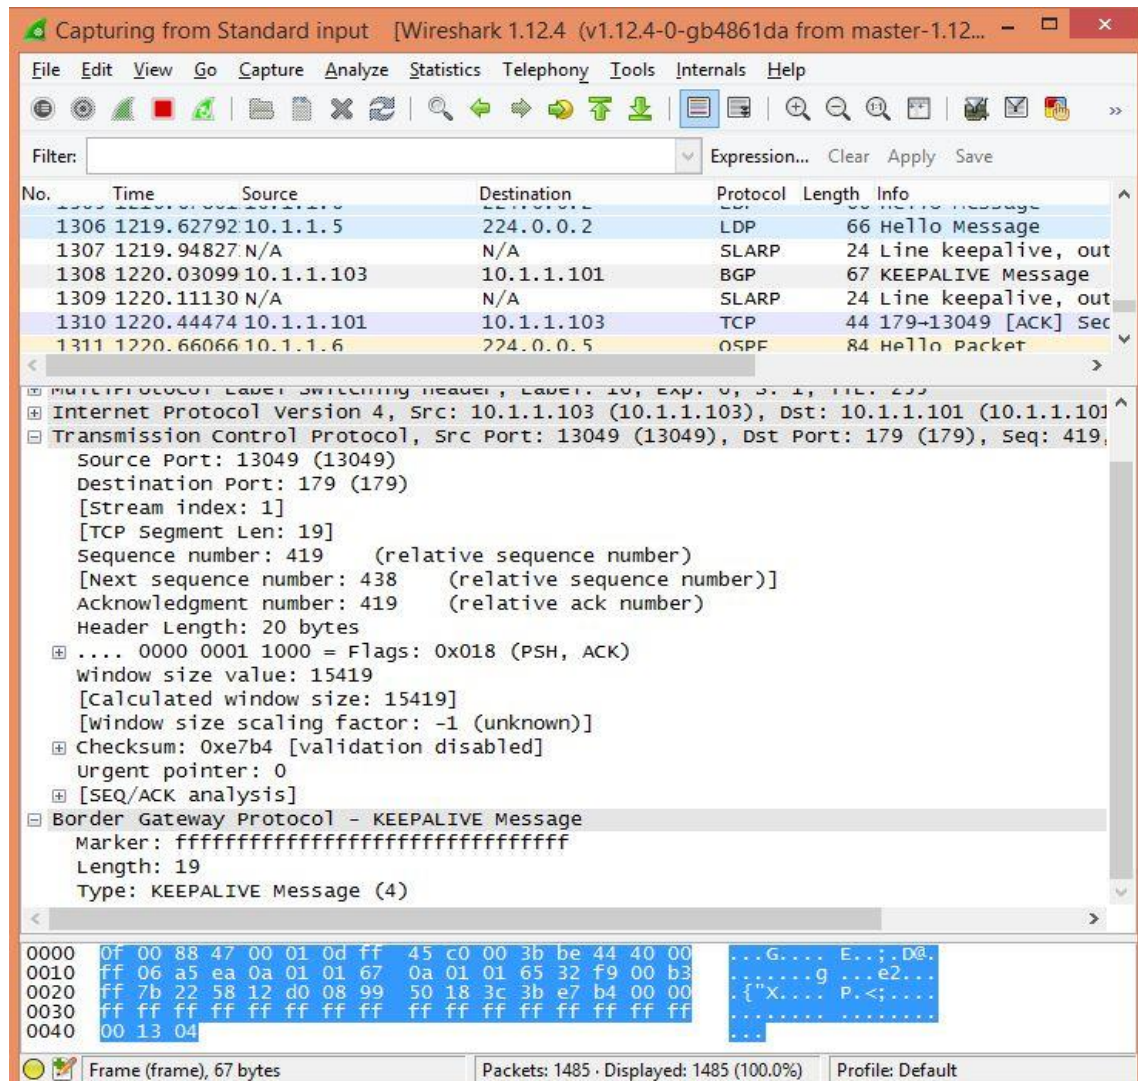 Capturing from Standard input [Wireshark 1.12.4 (v1.12.4-0-gb4861da from master-1.12...
File Edit View Go Capture Analyze Statistics Telephony Tools Internals Help
Filter: Expression... Clear Apply Save
No. Time Source Destination Protocol Length Info
1306 1219.62792 10.1.1.5 224.0.0.2 LDP 66 Hello Message
1307 1219.94827 N/A N/A SLARP 24 Line keepalive, out
1308 1220.03099 10.1.1.103 10.1.1.101 BGP 67 KEEPALIVE Message
1309 1220.11130 N/A N/A SLARP 24 Line keepalive, out
1310 1220.44474 10.1.1.101 10.1.1.103 TCP 44 179→13049 [ACK] Seq
1311 1220.66066 10.1.1.6 224.0.0.5 OSPF 84 Hello Packet
MultiProtocol Label Switching Header, Label: 16, Exp: 6, S: 1, TTL: 255
Internet Protocol Version 4, Src: 10.1.1.103 (10.1.1.103), Dst: 10.1.1.101 (10.1.1.101
Transmission Control Protocol, Src Port: 13049 (13049), Dst Port: 179 (179), Seq: 419,
Source Port: 13049 (13049)
Destination Port: 179 (179)
[Stream index: 1]
[TCP Segment Len: 19]
Sequence number: 419 (relative sequence number)
[Next sequence number: 438 (relative sequence number)]
Acknowledgment number: 419 (relative ack number)
Header Length: 20 bytes
.... 0000 0001 1000 = Flags: 0x018 (PSH, ACK)
Window size value: 15419
[Calculated window size: 15419]
[Window size scaling factor: -1 (unknown)]
Checksum: 0xe7b4 [validation disabled]
Urgent pointer: 0
[SEQ/ACK analysis]
Border Gateway Protocol - KEEPALIVE Message
Marker: ffffffffffffffffffffffffffffffff
Length: 19
Type: KEEPALIVE Message (4)
0000 0f 00 88 47 00 01 0d ff 45 c0 00 3b be 44 40 00 ...G.... E..;.D@.
0010 ff 06 a5 ea 0a 01 01 67 0a 01 01 65 32 f9 00 b3 .......g ...e2...
0020 ff 7b 22 58 12 d0 08 99 50 18 3c 3b e7 b4 00 00 .{"X.... P.<;....
0030 ff ff ff ff ff ff ff ff ff ff ff ff ff ff ff ff ........ ........
0040 00 13 04 ...
Frame (frame), 67 bytes Packets: 1485 · Displayed: 1485 (100.0%) Profile: Default